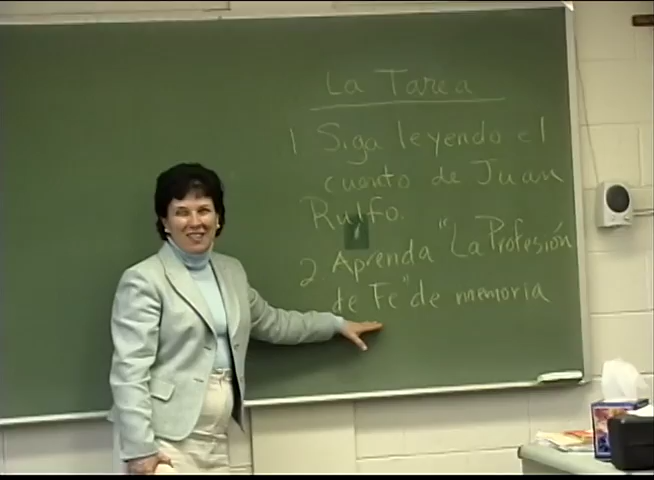 La Tarea
1 Siga leyendo el
cuento de Juan
Rulfo.
2 Aprenda "La Profesión
de Fe" de memoria